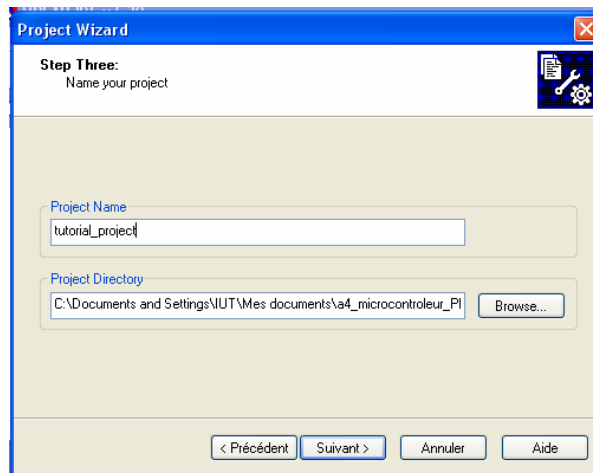 Project Wizard
Step Three:
Name your project
Project Name
tutorial_project
Project Directory
C:\Documents and Settings\IUT\Mes documents\a4_microcontroleur_PI
Browse...
< Précédent
Suivant >
Annuler
Aide